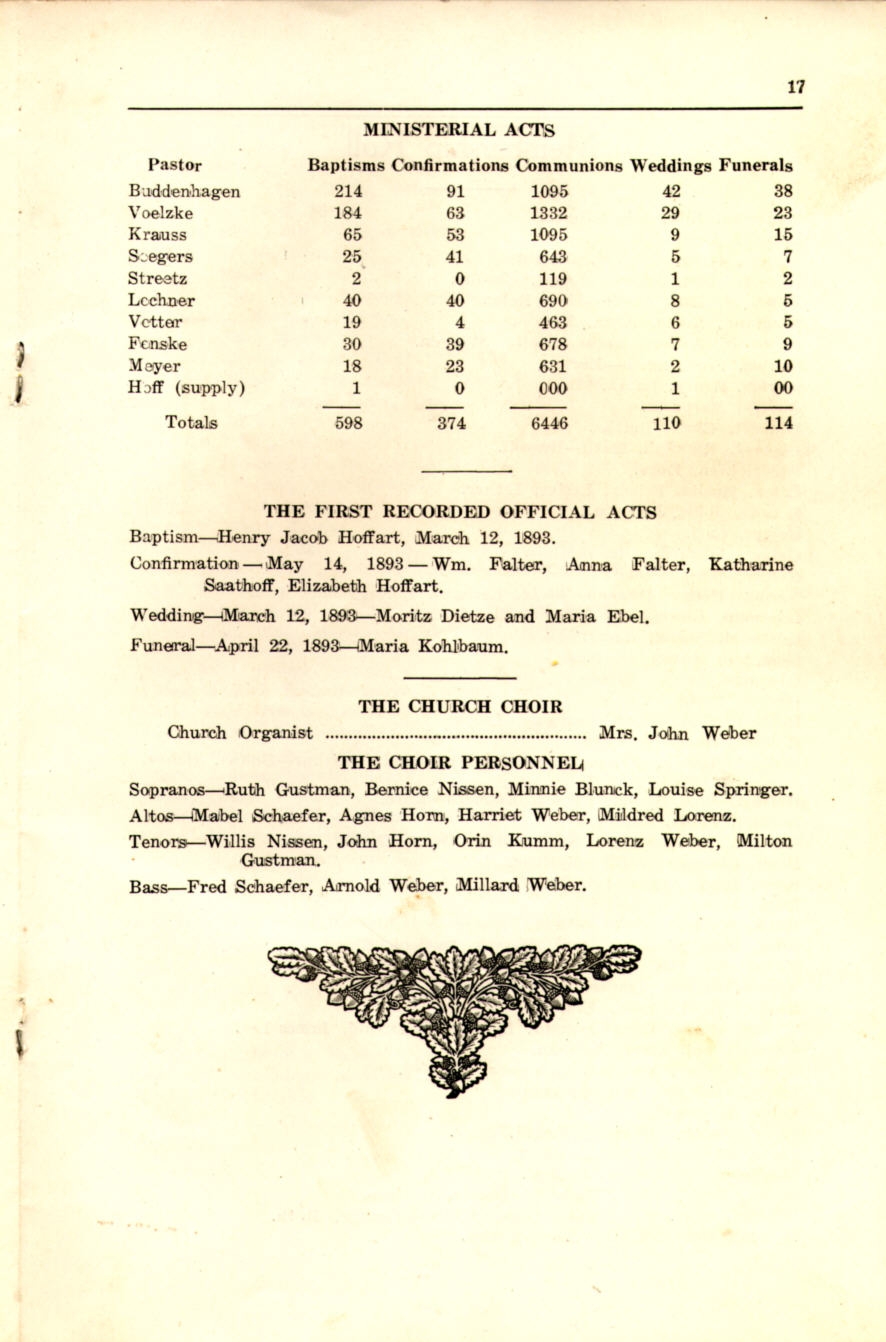 17
MINISTERIAL ACTS
Pastor Baptisms Confirmations Communions Weddings Funerals
Buddenhagen 214 91 1095 42 38
Voelzke 184 63 1332 29 23
Krauss 65 53 1095 9 15
Seegers 25 41 643 5 7
Streetz 2 0 119 1 2
Lechner 40 40 690 8 5
Vetter 19 4 463 6 5
Fenske 30 39 678 7 9
Meyer 18 23 631 2 10
Hoff (supply) 1 0 000 1 00
Totals 598 374 6446 110 114
THE FIRST RECORDED OFFICIAL ACTS
Baptism—Henry Jacob Hoffart, March 12, 1893.
Confirmation — May 14, 1893 — Wm. Falter, Anna Falter, Katharine
Saathoff, Elizabeth Hoffart.
Wedding—March 12, 1893—Moritz Dietze and Maria Ebel.
Funeral—April 22, 1893—Maria Kohlbaum.
THE CHURCH CHOIR
Church Organist ........................................................ Mrs. John Weber
THE CHOIR PERSONNEL
Sopranos—Ruth Gustman, Bernice Nissen, Minnie Blunck, Louise Springer.
Altos—Mabel Schaefer, Agnes Horn, Harriet Weber, Mildred Lorenz.
Tenors—Willis Nissen, John Horn, Orin Kumm, Lorenz Weber, Milton
Gustman.
Bass—Fred Schaefer, Arnold Weber, Millard Weber.